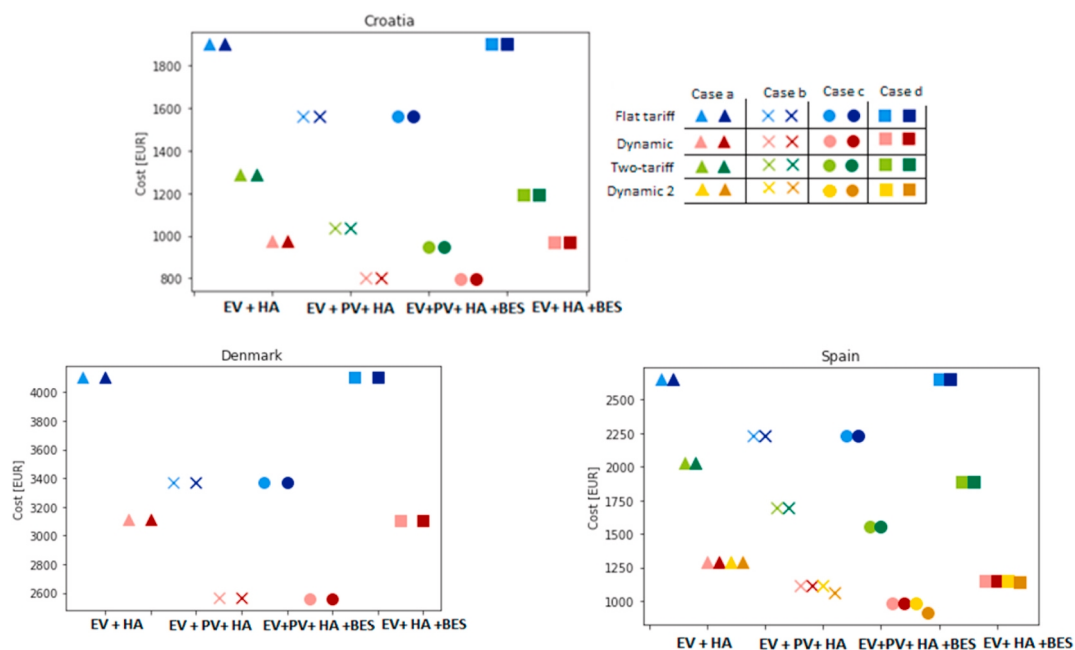 Croatia
Cost [EUR]
1800
1600
1400
1200
1000
800
EV + HA
EV + PV+ HA
EV+PV+ HA +BES
EV+ HA +BES
Case a
Case b
Case c
Case d
Flat tariff
Dynamic
Two-tariff
Dynamic 2
Denmark
Cost [EUR]
4000
3800
3600
3400
3200
3000
2800
2600
EV + HA
EV + PV+ HA
EV+PV+ HA +BES
EV+ HA +BES
Spain
Cost [EUR]
2500
2250
2000
1750
1500
1250
1000
EV + HA
EV + PV+ HA
EV+PV+ HA +BES
EV+ HA +BES